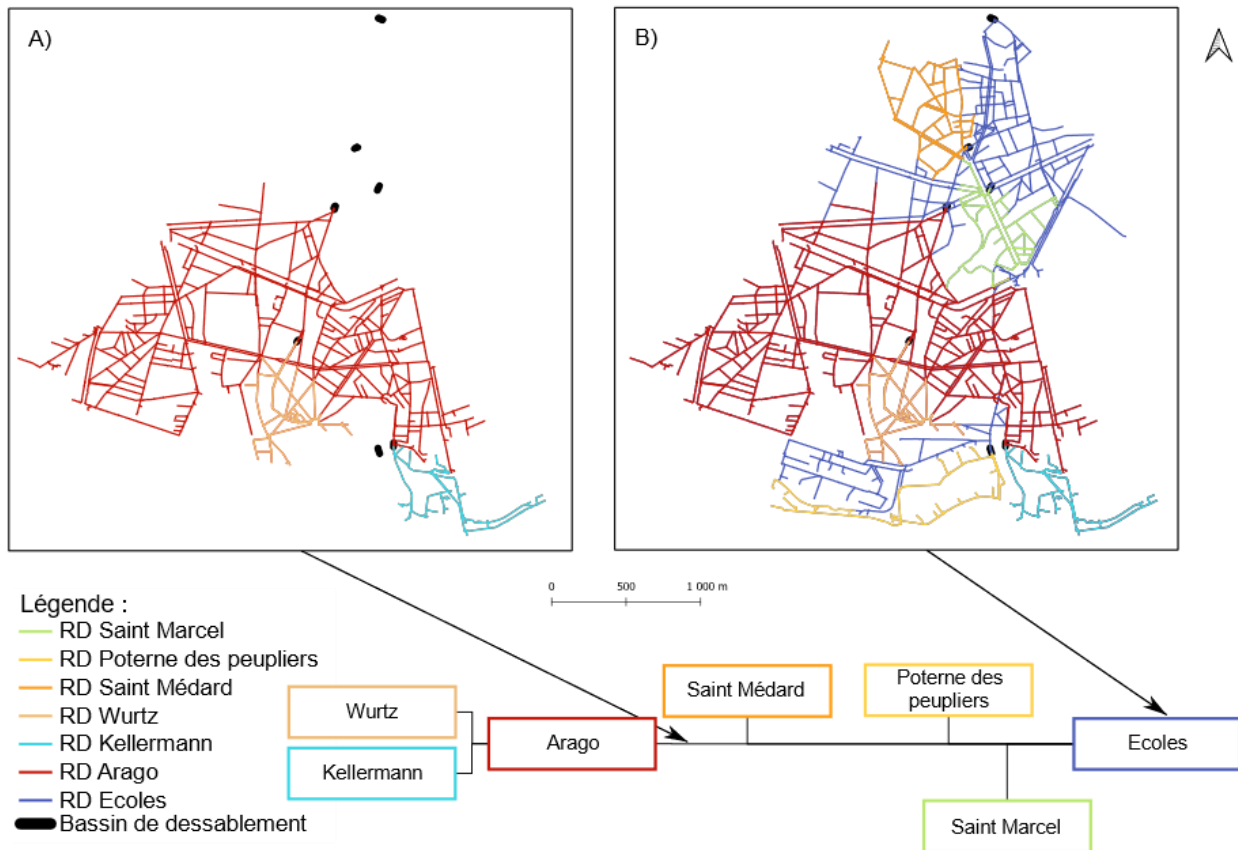 A)
B)
0 500 1 000 m
Légende :
RD Saint Marcel
RD Poterne des peupliers
RD Saint Médard
RD Wurtz
RD Kellermann
RD Arago
RD Ecoles
Bassin de dessablement
Wurtz
Kellermann
Arago
Saint Médard
Poterne des
peupliers
Ecoles
Saint Marcel